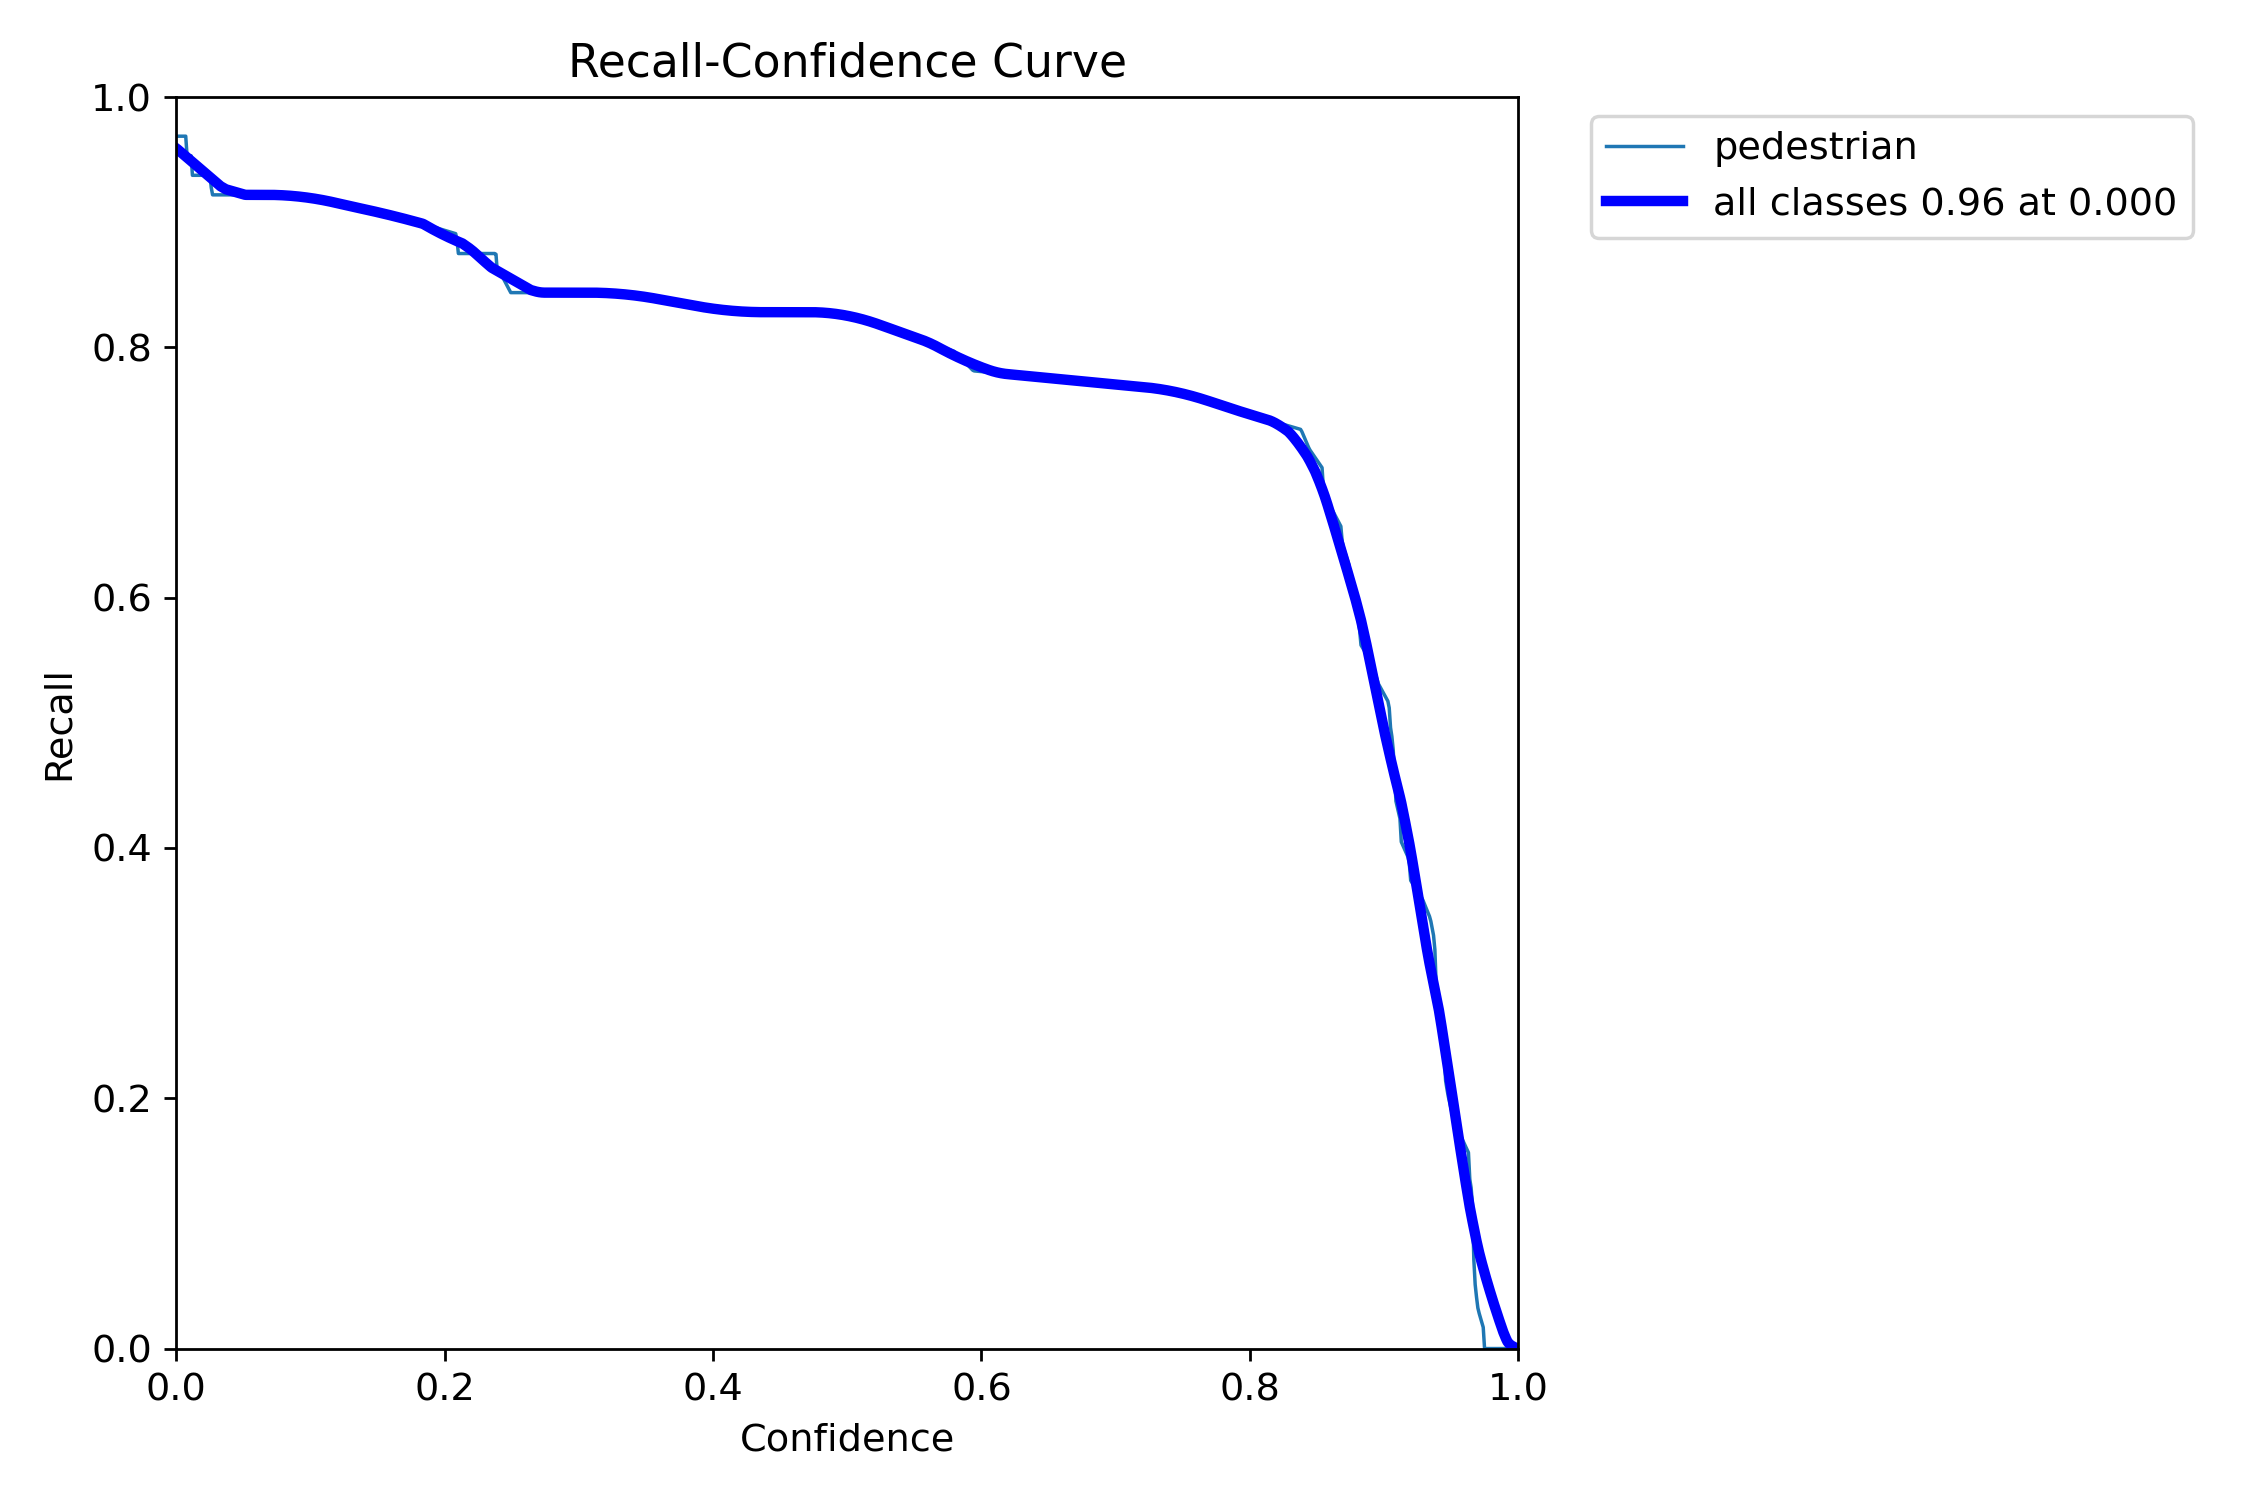 Recall-Confidence Curve
1.0
0.8
0.6
0.4
0.2
0.0
Recall
0.0 0.2 0.4 0.6 0.8 1.0
Confidence
pedestrian
all classes 0.96 at 0.000